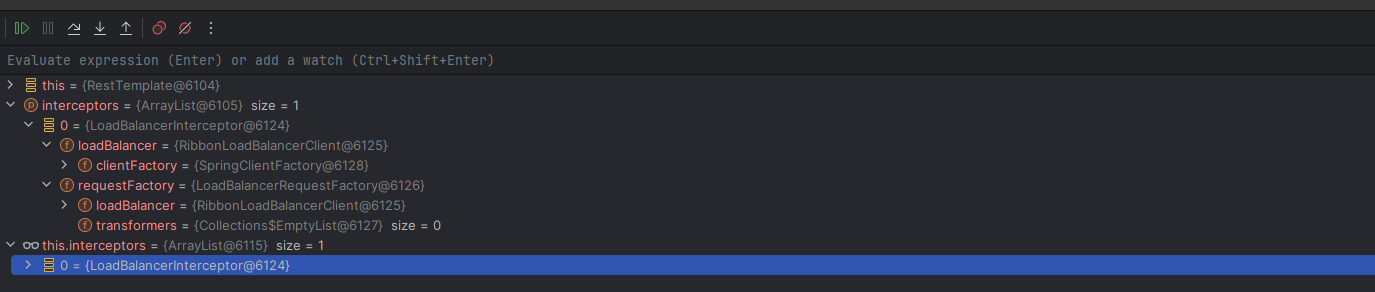 Evaluate expression (Enter) or add a watch (Ctrl+Shift+Enter)
this = {RestTemplate@6104}
interceptors = {ArrayList@6105} size = 1
0 = {LoadBalancerInterceptor@6124}
loadBalancer = {RibbonLoadBalancerClient@6125}
clientFactory = {SpringClientFactory@6128}
requestFactory = {LoadBalancerRequestFactory@6126}
loadBalancer = {RibbonLoadBalancerClient@6125}
transformers = {Collections$EmptyList@6127} size = 0
this.interceptors = {ArrayList@6115} size = 1
0 = {LoadBalancerInterceptor@6124}